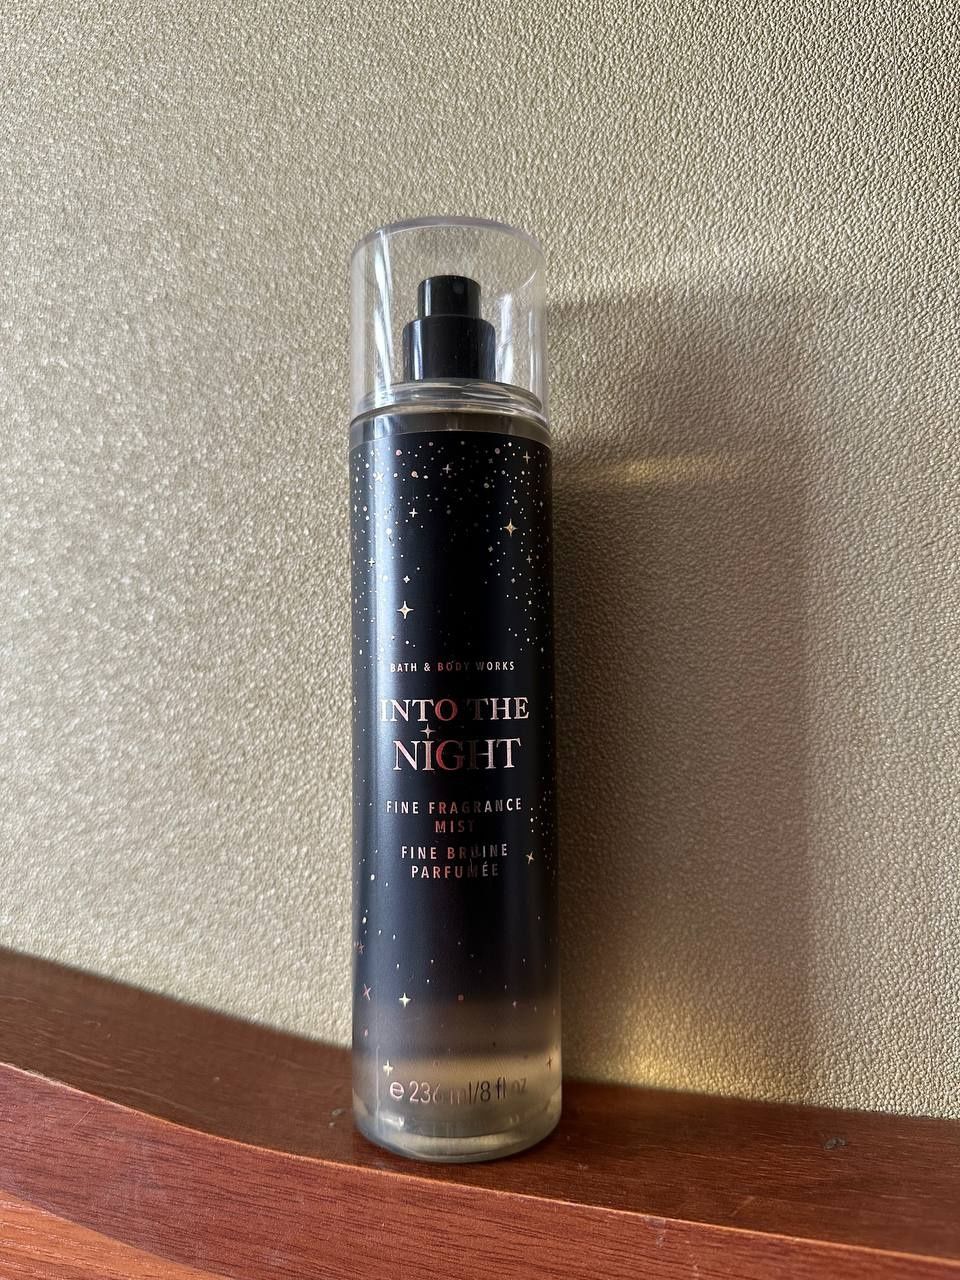 BATH & BODY WORKS
INTO THE
NIGHT
FINE FRAGRANCE
MIST
FINE BRUINE
PARFUMÉE
℮ 236 ml/8 fl oz